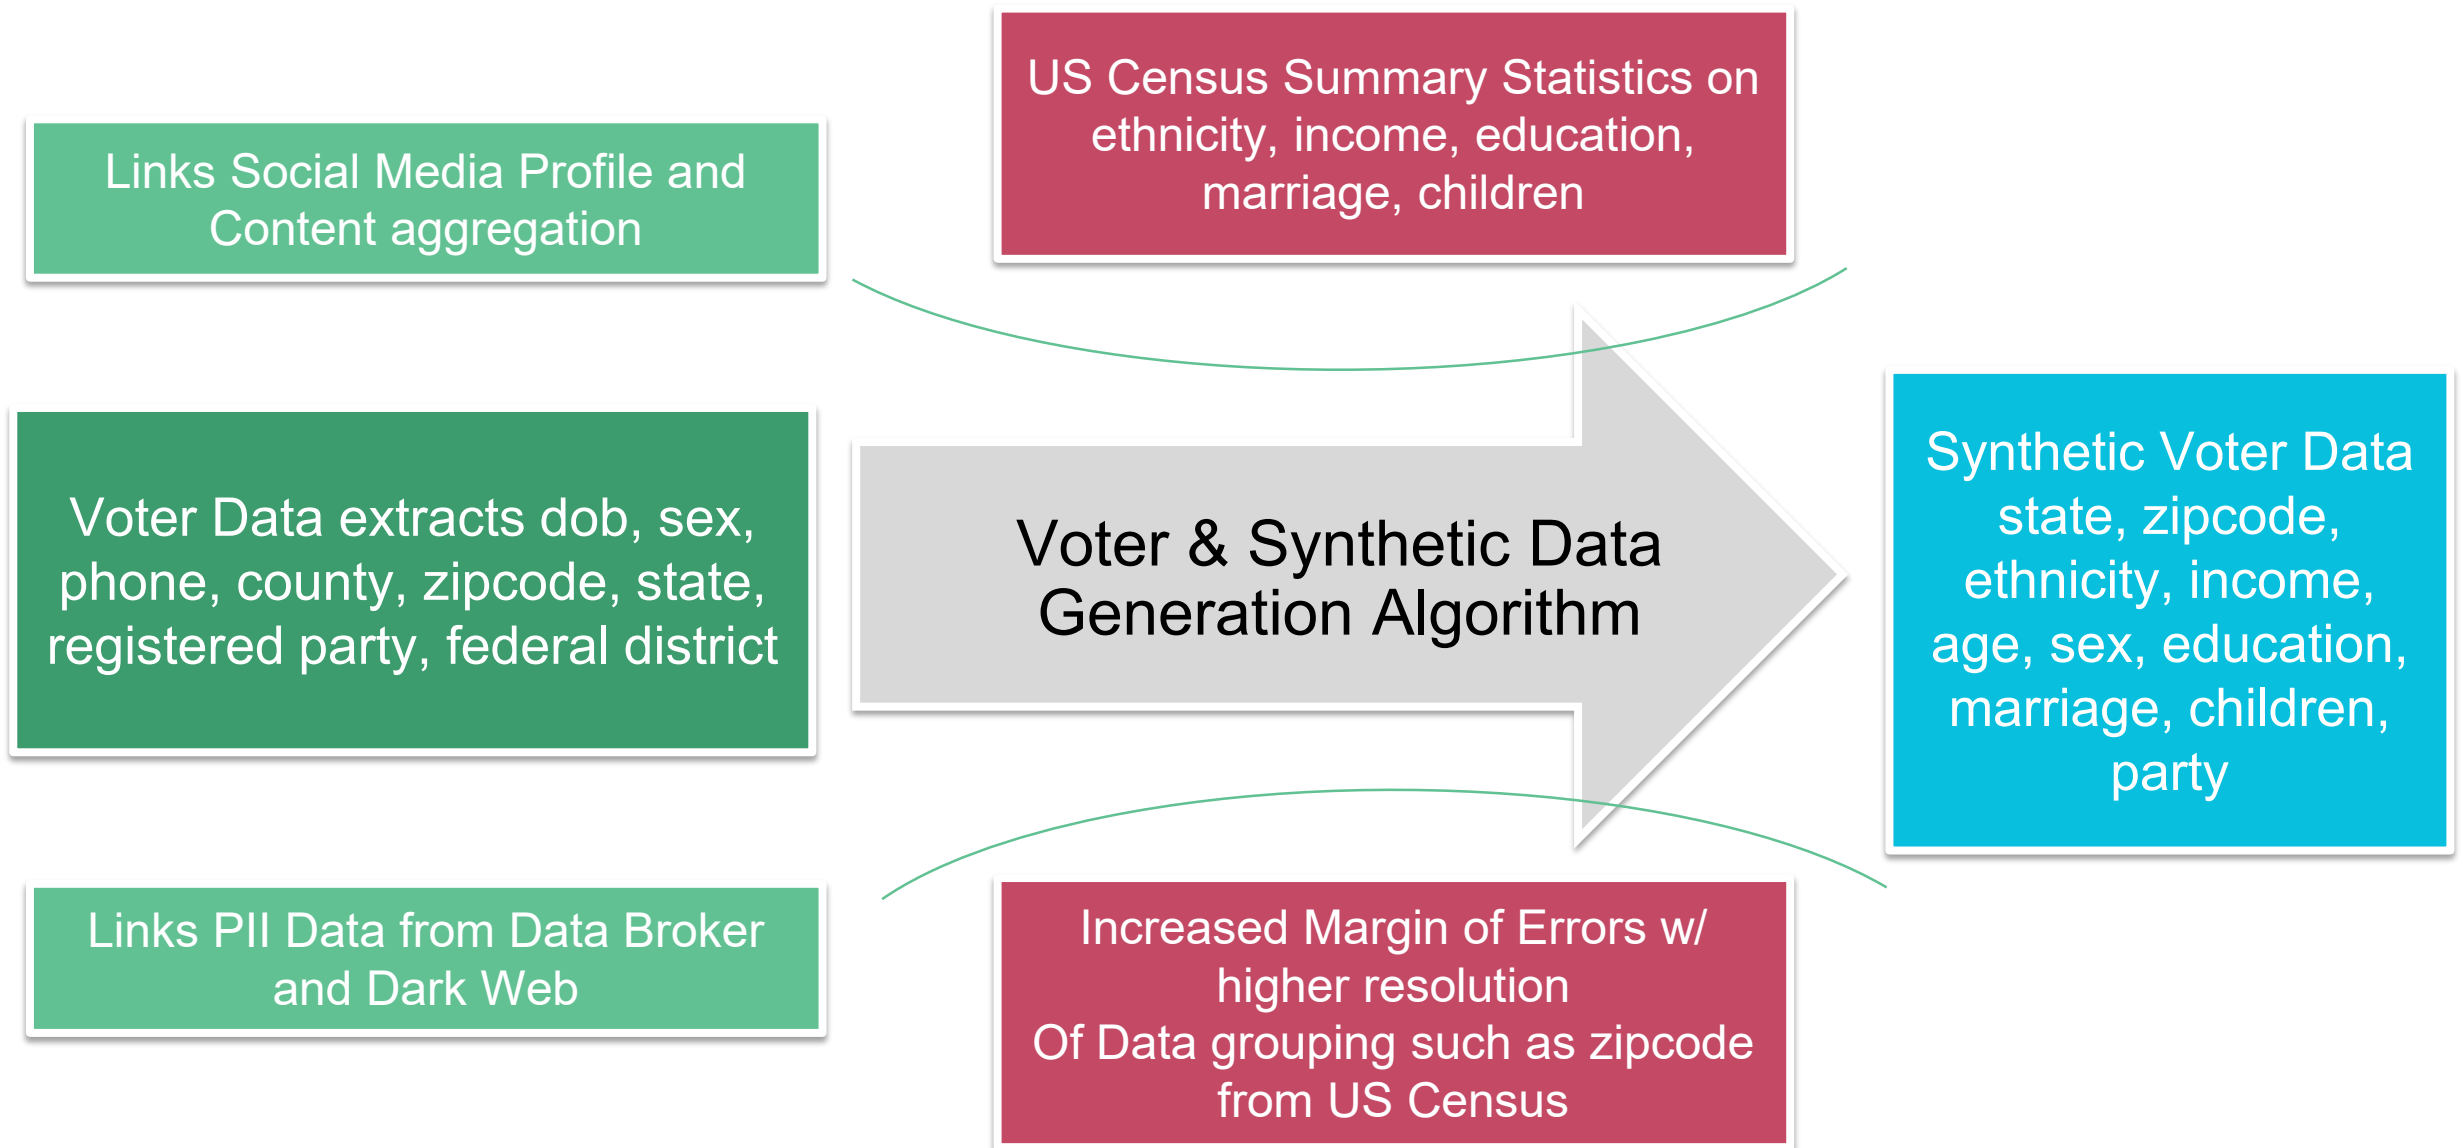 Links Social Media Profile and
Content aggregation
US Census Summary Statistics on
ethnicity, income, education,
marriage, children
Voter Data extracts dob, sex,
phone, county, zipcode, state,
registered party, federal district
Voter & Synthetic Data
Generation Algorithm
Synthetic Voter Data
state, zipcode,
ethnicity, income,
age, sex, education,
marriage, children,
party
Links PII Data from Data Broker
and Dark Web
Increased Margin of Errors w/
higher resolution
Of Data grouping such as zipcode
from US Census